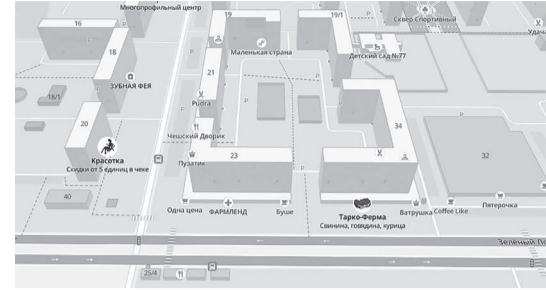 Многопрофильный центр
19
19/1
Сквер Спортивный
16
18
Маленькая страна
Детский сад №77
21
ЗУБНАЯ ФЕЯ
18/1
Pudra
P
20
34
Чешский Дворик
Красотка
Скидки от 5 единиц в чеке
23
32
40
Одна цена
ФАРМЛЕНД
Буше
Тарко-Ферма
Свинина, говядина, курица
Ватрушка
Coffee Like
Пятерочка
25/4